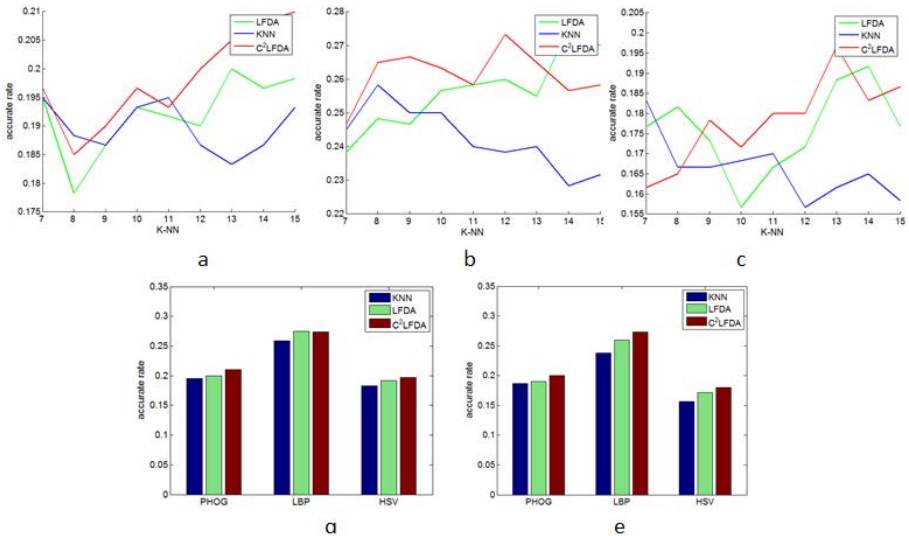 0.21
0.205
0.2
0.195
0.19
0.185
0.18
0.175
accurate rate
LFDA
KNN
C²LFDA
7 8 9 10 11 12 13 14 15
K-NN
a
0.28
0.27
0.26
0.25
0.24
0.23
0.22
accurate rate
LFDA
KNN
C²LFDA
7 8 9 10 11 12 13 14 15
K-NN
b
0.205
0.2
0.195
0.19
0.185
0.18
0.175
0.17
0.165
0.16
0.155
accurate rate
LFDA
KNN
C²LFDA
7 8 9 10 11 12 13 14 15
K-NN
c
0.35
0.3
0.25
0.2
0.15
0.1
0.05
0
accurate rate
KNN
LFDA
C²LFDA
PHOG LBP HSV
q
0.35
0.3
0.25
0.2
0.15
0.1
0.05
0
accurate rate
KNN
LFDA
C²LFDA
PHOG LBP HSV
e